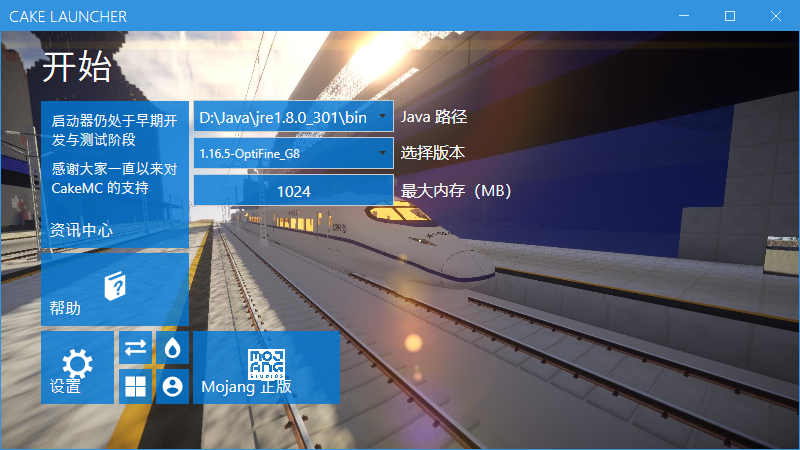 CAKE LAUNCHER
开始
启动器仍处于早期开
发与测试阶段
感谢大家一直以来对
CakeMC 的支持
资讯中心
D:\Java\jre1.8.0_301\bin
Java 路径
1.16.5-OptiFine_G8
选择版本
1024
最大内存（MB）
帮助
设置
MOJANG
STUDIOS
Mojang 正版